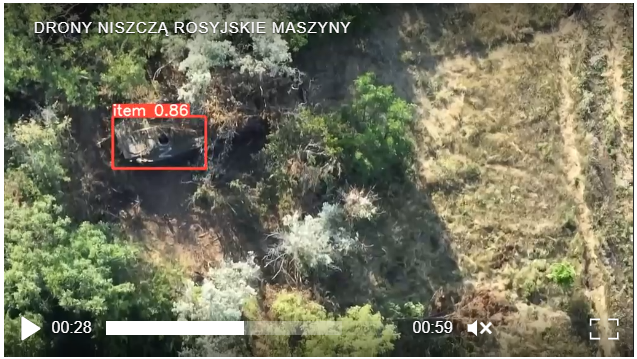 DRONY NISZCZĄ ROSYJSKIE MASZYNY
item 0.86
00:28
00:59